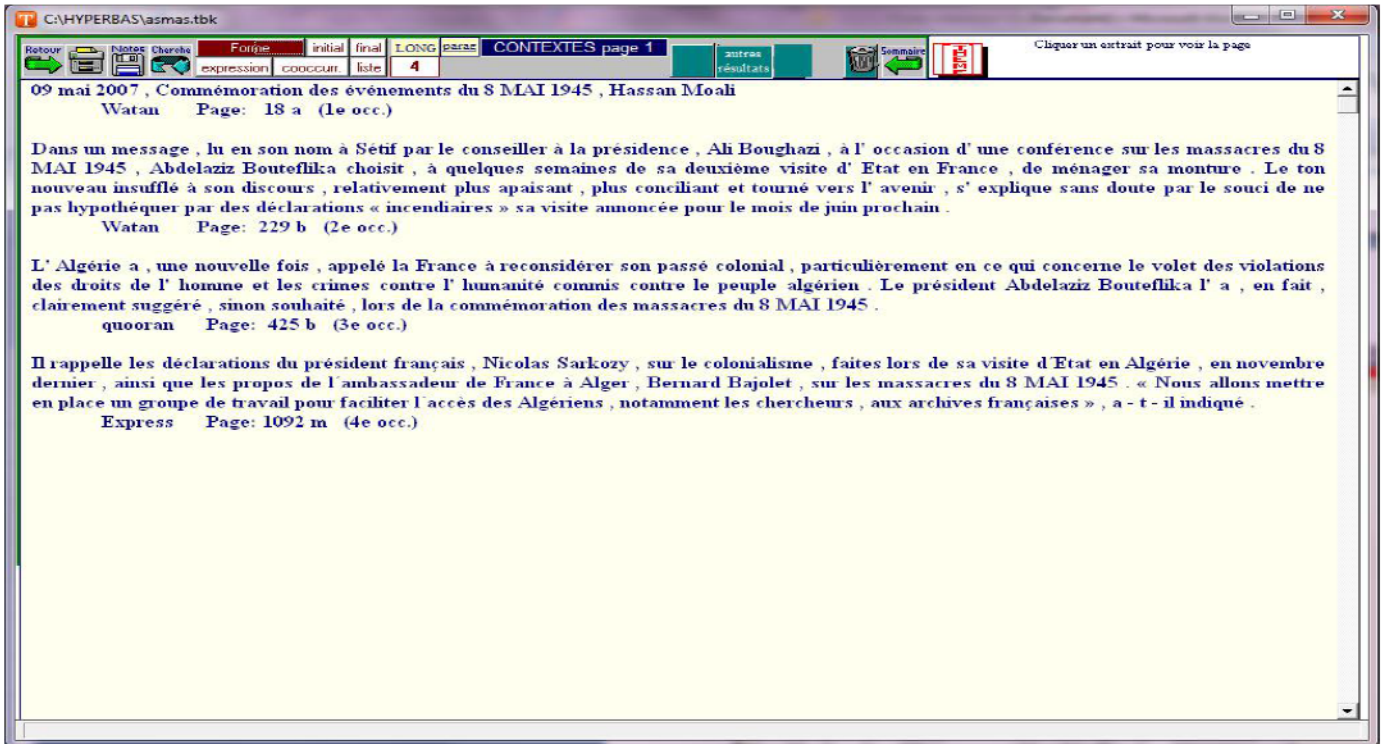 C:\HYPERBAS\asmas.tbk
Retour Notes Cherche Forme initial final LONG paras CONTEXTES page 1 autres résultats Sommaire Cliquer un extrait pour voir la page
expression cooccurr. liste 4
09 mai 2007 , Commémoration des événements du 8 MAI 1945 , Hassan Moali
Watan Page: 18 a (1e occ.)
Dans un message , lu en son nom à Sétif par le conseiller à la présidence , Ali Boughazi , à l' occasion d' une conférence sur les massacres du 8
MAI 1945 , Abdelaziz Bouteflika choisit , à quelques semaines de sa deuxième visite d' Etat en France , de ménager sa monture . Le ton
nouveau insufflé à son discours , relativement plus apaisant , plus conciliant et tourné vers l' avenir , s' explique sans doute par le souci de ne
pas hypothéquer par des déclarations « incendiaires » sa visite annoncée pour le mois de juin prochain .
Watan Page: 229 b (2e occ.)
L' Algérie a , une nouvelle fois , appelé la France à reconsidérer son passé colonial , particulièrement en ce qui concerne le volet des violations
des droits de l' homme et les crimes contre l' humanité commis contre le peuple algérien . Le président Abdelaziz Bouteflika l' a , en fait ,
clairement suggéré , sinon souhaité , lors de la commémoration des massacres du 8 MAI 1945 .
quooran Page: 425 b (3e occ.)
Il rappelle les déclarations du président français , Nicolas Sarkozy , sur le colonialisme , faites lors de sa visite d´Etat en Algérie , en novembre
dernier , ainsi que les propos de l´ambassadeur de France à Alger , Bernard Bajolet , sur les massacres du 8 MAI 1945 . « Nous allons mettre
en place un groupe de travail pour faciliter l´accès des Algériens , notamment les chercheurs , aux archives françaises » , a - t - il indiqué .
Express Page: 1092 m (4e occ.)